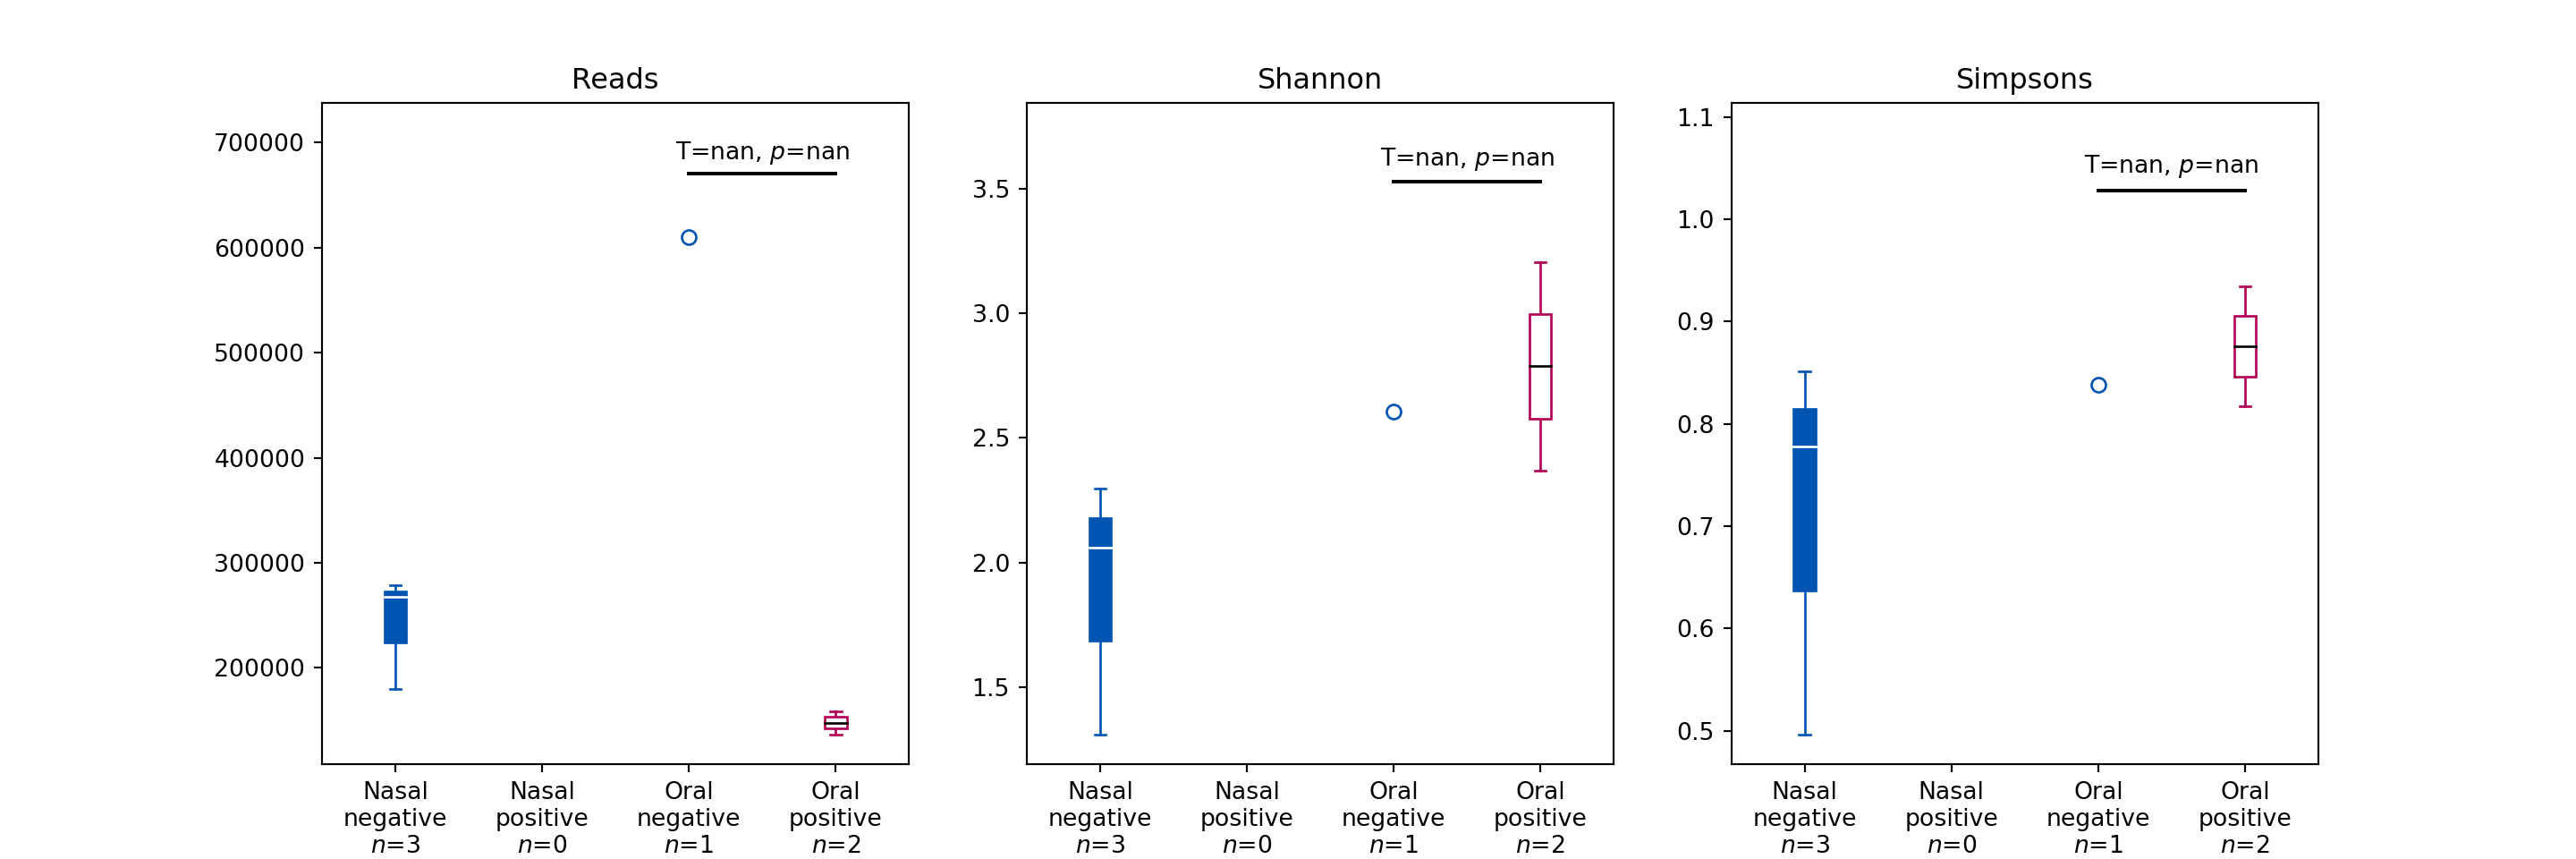 Reads
700000
600000
500000
400000
300000
200000
T=nan, p=nan
Nasal
negative
n=3
Nasal
positive
n=0
Oral
negative
n=1
Oral
positive
n=2
Shannon
3.5
3.0
2.5
2.0
1.5
T=nan, p=nan
Nasal
negative
n=3
Nasal
positive
n=0
Oral
negative
n=1
Oral
positive
n=2
Simpsons
1.1
1.0
0.9
0.8
0.7
0.6
0.5
T=nan, p=nan
Nasal
negative
n=3
Nasal
positive
n=0
Oral
negative
n=1
Oral
positive
n=2